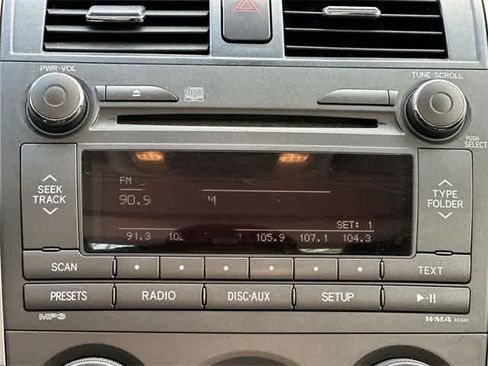 PWR•VOL
TUNE•SCROLL
PUSH
SELECT
SEEK
TRACK
FM
90.9 M
SET: 1
91.3 105.9 107.1 104.3
TYPE
FOLDER
SCAN
TEXT
PRESETS
RADIO
DISC•AUX
SETUP
MP3
WMA